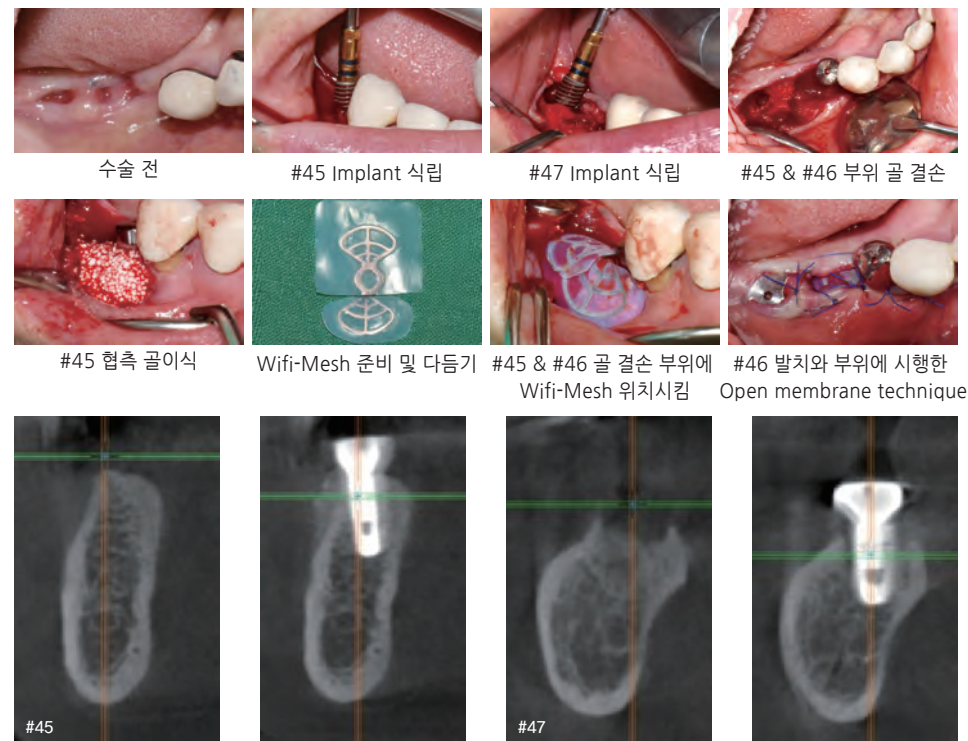 수술 전
#45 Implant 식립
#47 Implant 식립
#45 & #46 부위 골 결손
#45 협측 골이식
Wifi-Mesh 준비 및 다듬기
#45 & #46 골 결손 부위에
Wifi-Mesh 위치시킴
#46 발치와 부위에 시행한
Open membrane technique
#45
#47